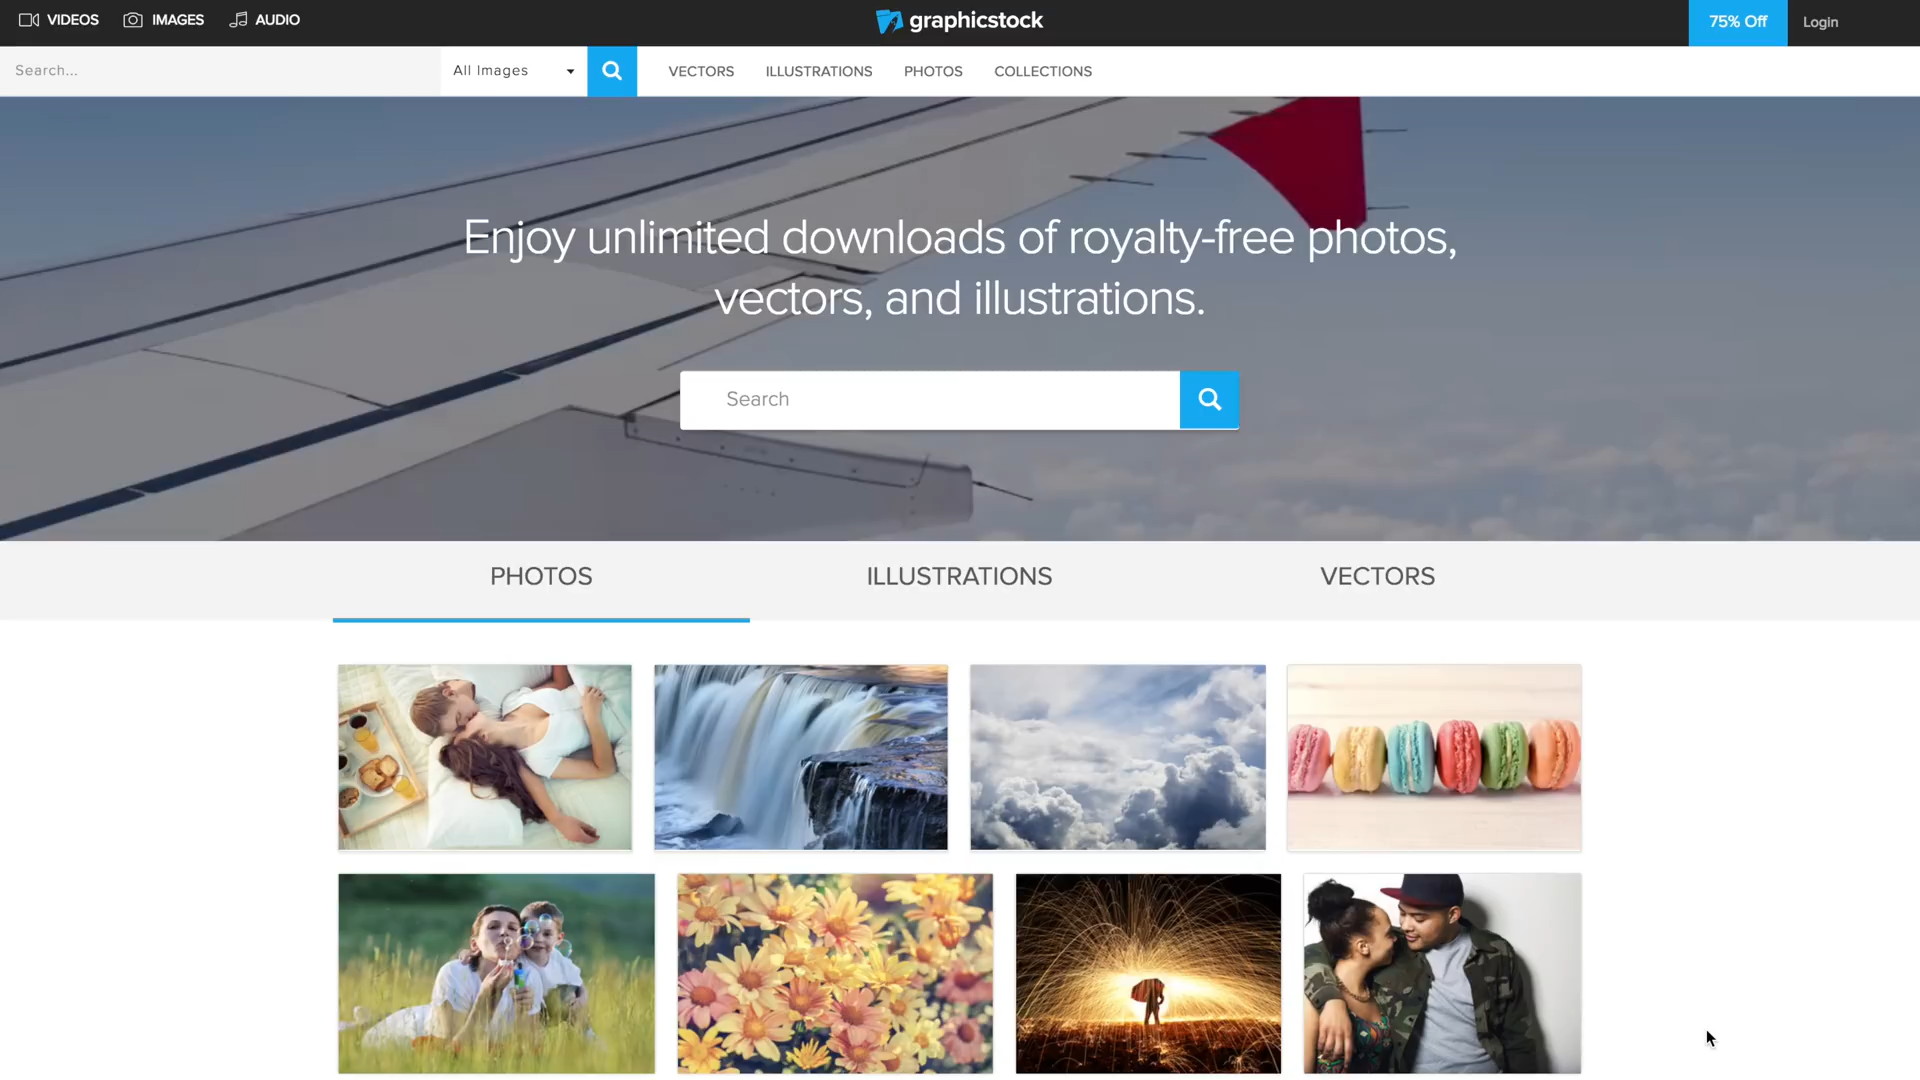 VIDEOS
IMAGES
AUDIO
graphicstock
75% Off
Login
Search...
All Images
VECTORS
ILLUSTRATIONS
PHOTOS
COLLECTIONS
Enjoy unlimited downloads of royalty-free photos,
vectors, and illustrations.
Search
PHOTOS
ILLUSTRATIONS
VECTORS